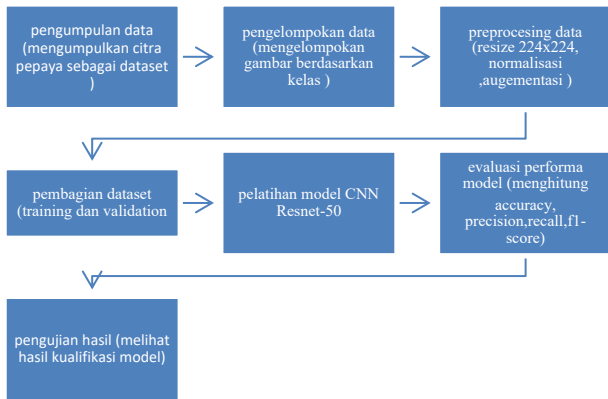 pengumpulan data
(mengumpulkan citra
pepaya sebagai dataset
)
pengelompokan data
(mengelompokan
gambar berdasarkan
kelas )
preprocesing data
(resize 224x224,
normalisasi
,augementasi )
pembagian dataset
(training dan validation
pelatihan model CNN
Resnet-50
evaluasi performa
model (menghitung
accuracy,
precision,recall,f1-
score)
pengujian hasil (melihat
hasil kualifikasi model)